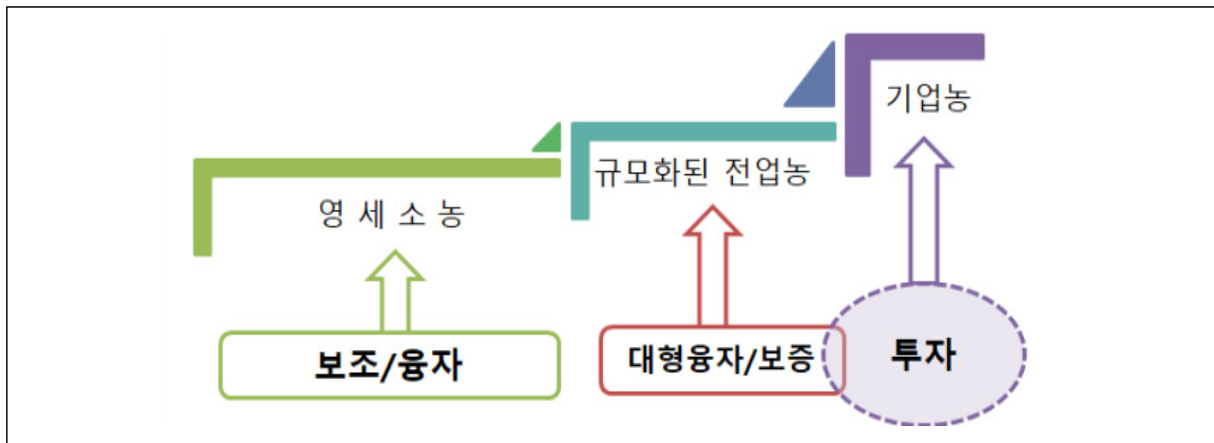 기업농
규모화된 전업농
영 세 소 농
보조/융자
대형융자/보증
투자